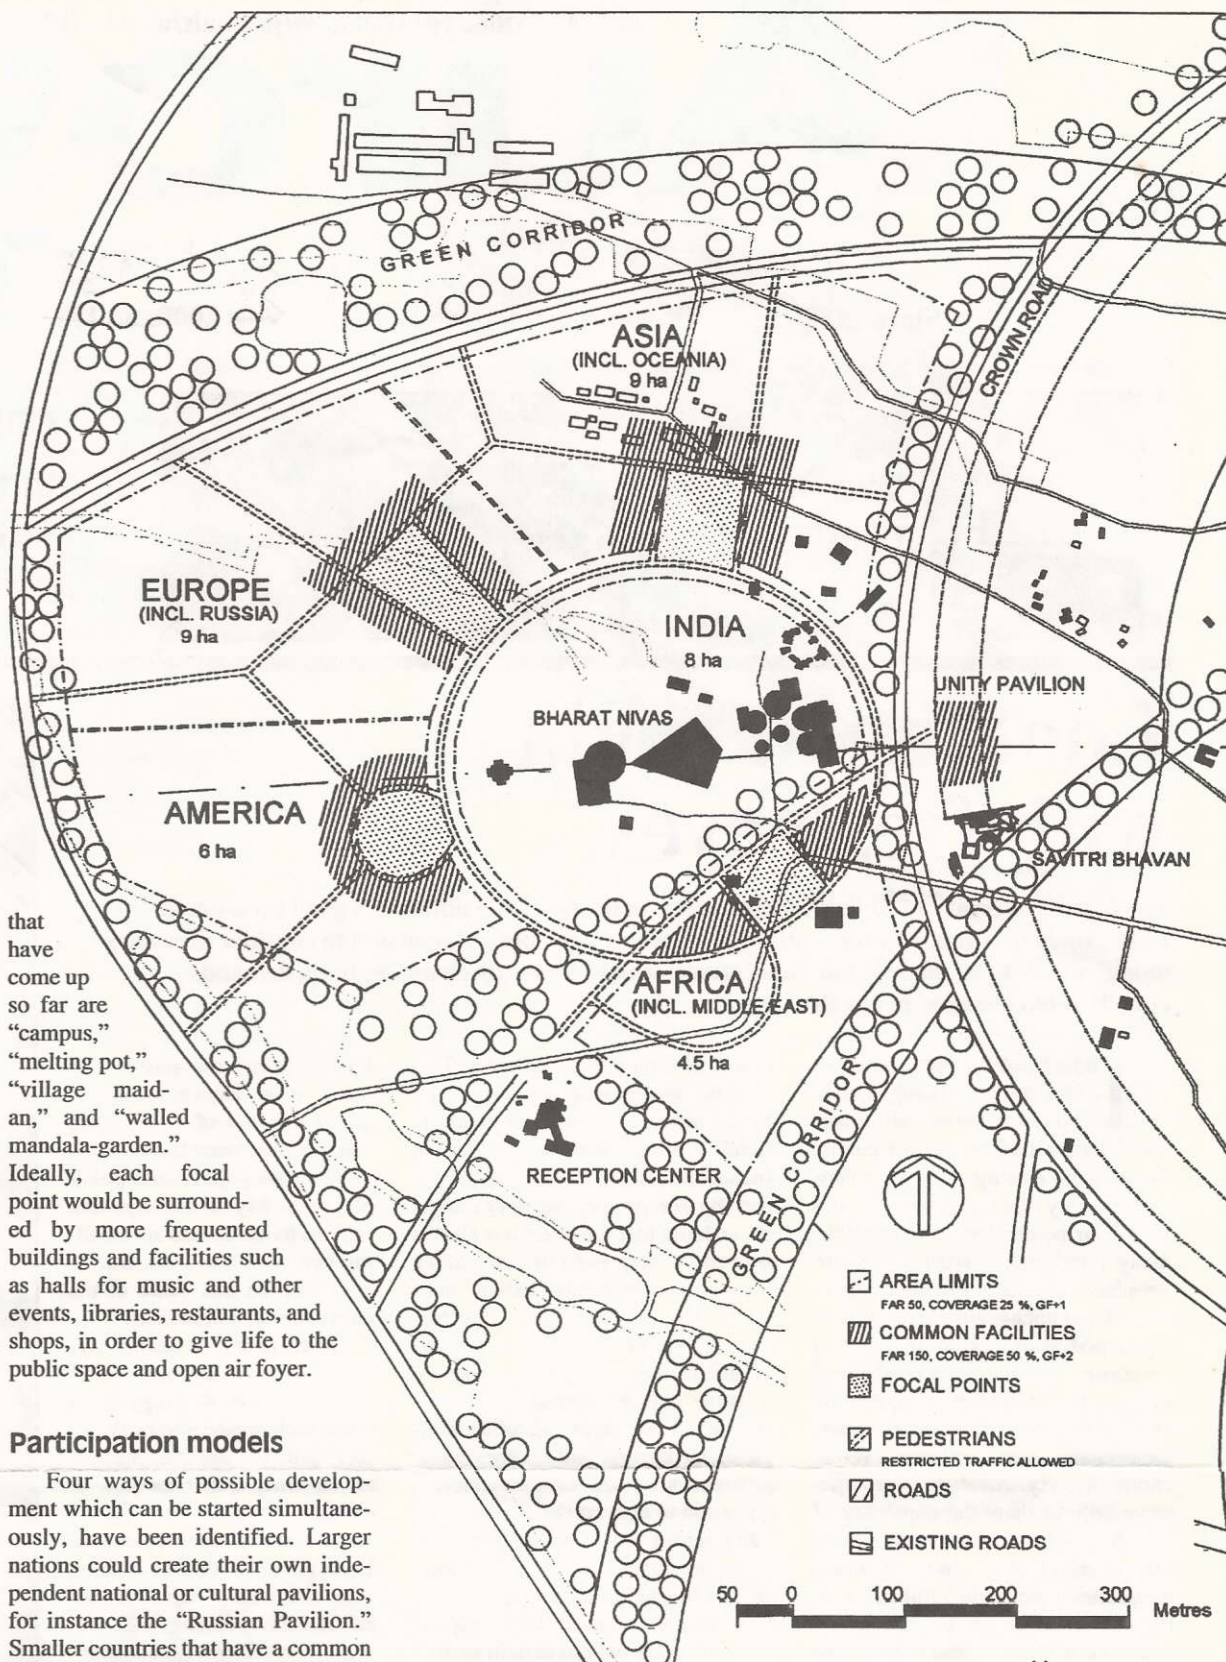 GREEN CORRIDOR
CROWN ROAD
ASIA
(INCL. OCEANIA)
9 ha
EUROPE
(INCL. RUSSIA)
9 ha
INDIA
8 ha
UNITY PAVILION
BHARAT NIVAS
AMERICA
6 ha
SAVITRI BHAVAN
AFRICA
(INCL. MIDDLE EAST)
4.5 ha
RECEPTION CENTER
GREEN CORRIDOR
that
have
come up
so far are
“campus,”
“melting pot,”
“village maid-
an,” and “walled
mandala-garden.”
Ideally, each focal
point would be surround-
ed by more frequented
buildings and facilities such
as halls for music and other
events, libraries, restaurants, and
shops, in order to give life to the
public space and open air foyer.
Participation models
Four ways of possible develop-
ment which can be started simultane-
ously, have been identified. Larger
nations could create their own inde-
pendent national or cultural pavilions,
for instance the “Russian Pavilion.”
Smaller countries that have a common
AREA LIMITS
FAR 50, COVERAGE 25 %, GF+1
COMMON FACILITIES
FAR 150, COVERAGE 50 %, GF+2
FOCAL POINTS
PEDESTRIANS
RESTRICTED TRAFFIC ALLOWED
ROADS
EXISTING ROADS
50 0 100 200 300
Metres